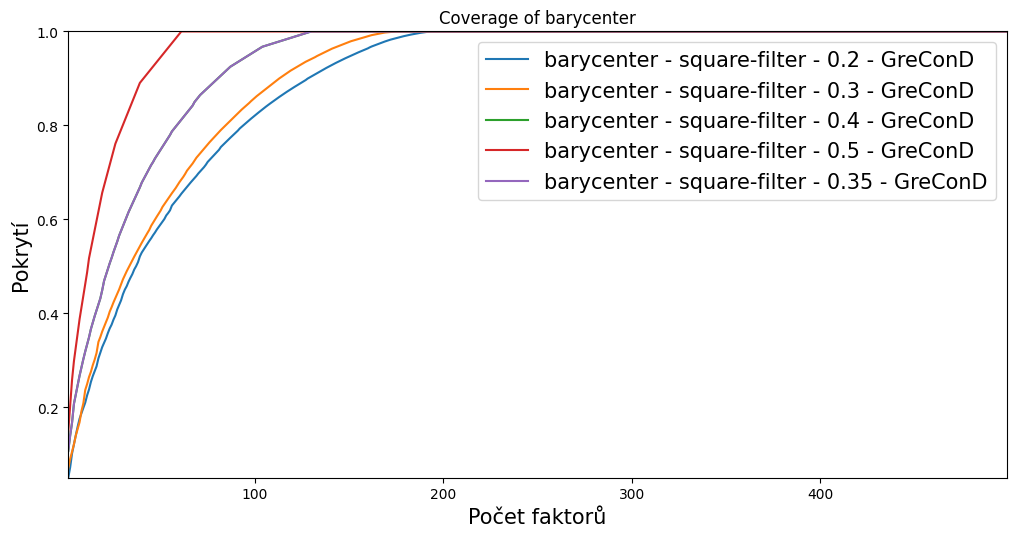 Coverage of barycenter
1.0
0.8
0.6
0.4
0.2
Pokrytí
barycenter - square-filter - 0.2 - GreConD
barycenter - square-filter - 0.3 - GreConD
barycenter - square-filter - 0.4 - GreConD
barycenter - square-filter - 0.5 - GreConD
barycenter - square-filter - 0.35 - GreConD
100
200
300
400
Počet faktorů